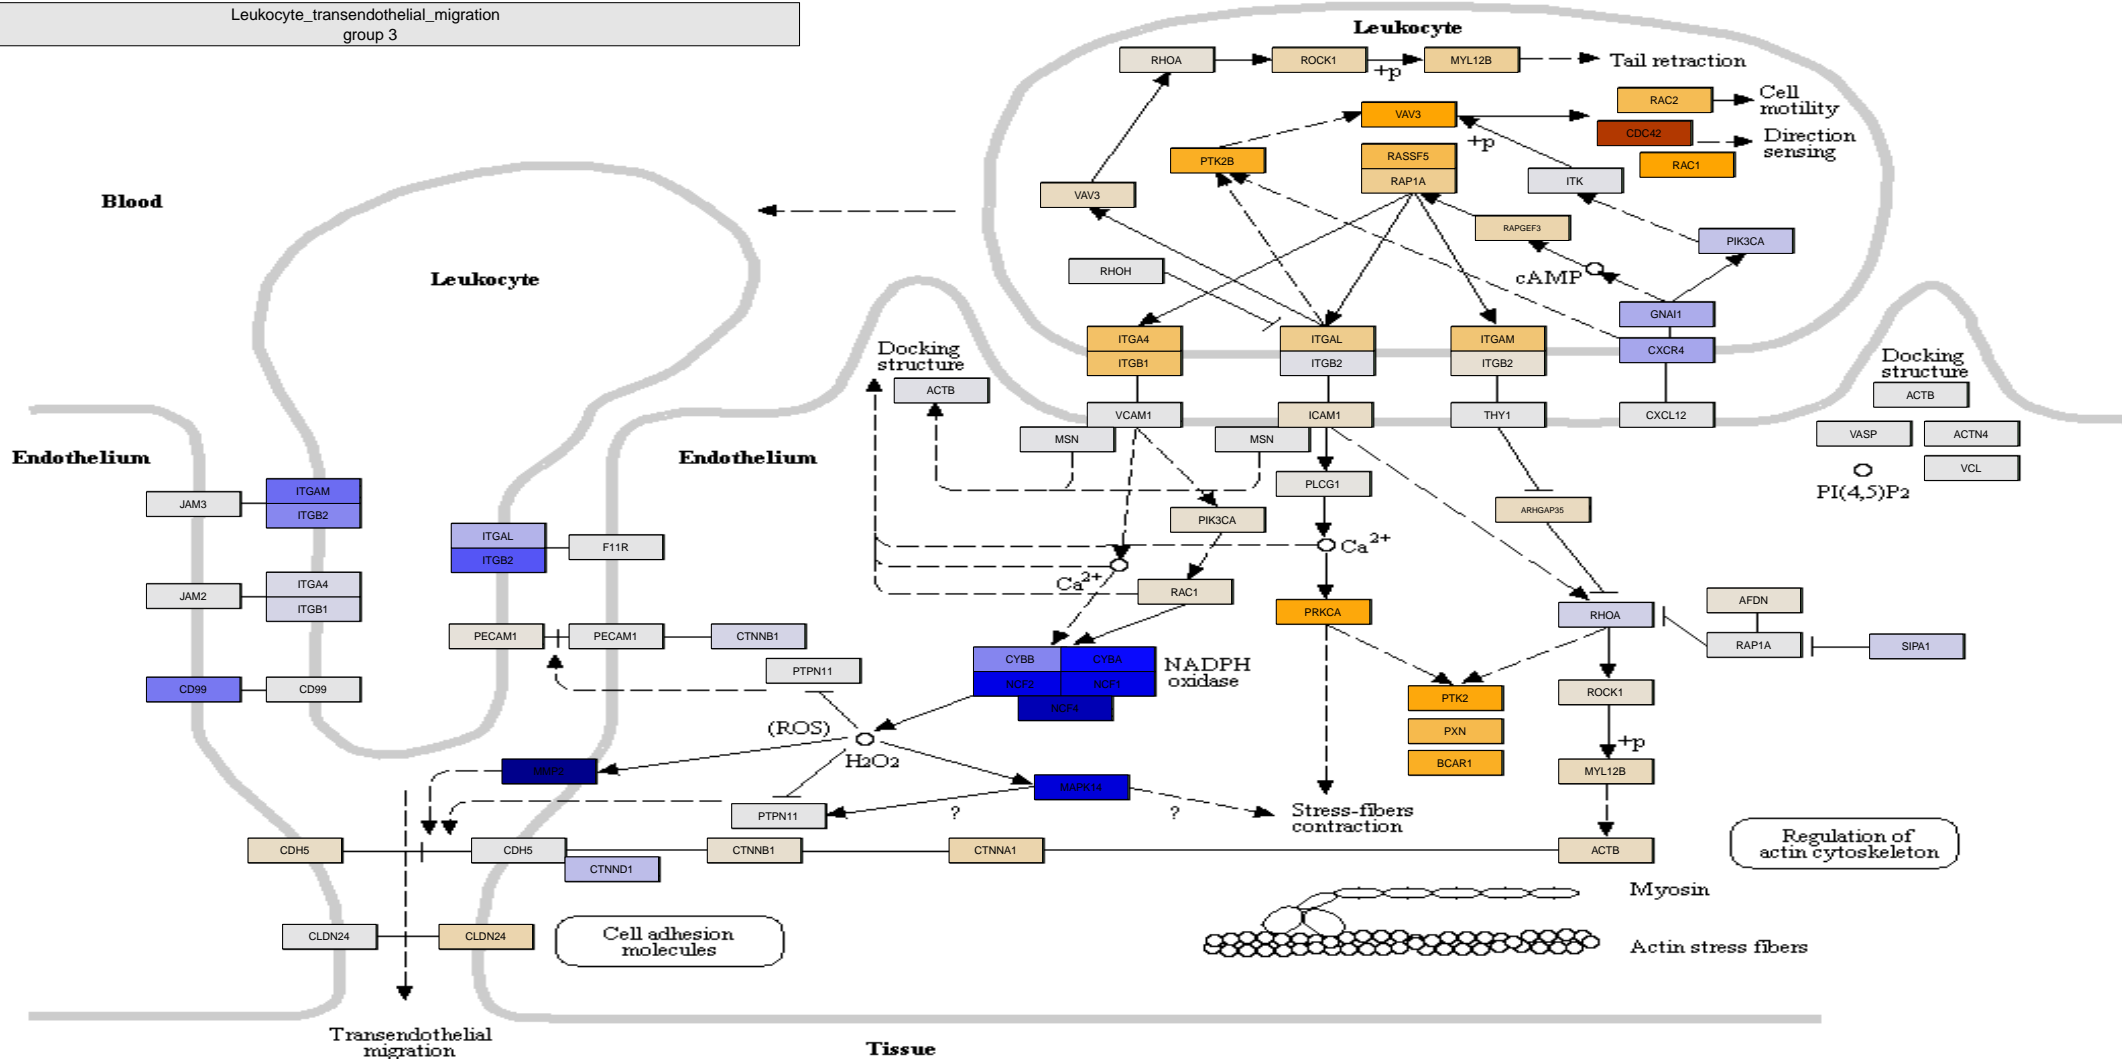 Leukocyte_transendothelial_migration
group 3
Leukocyte
RHOA
ROCK1
+p
MYL12B
Tail retraction
RAC2
Cell
motility
VAV3
+p
CDC42
Direction
sensing
RAC1
PTK2B
RASSF5
RAP1A
ITK
VAV3
RAPGEF3
PIK3CA
RHOH
cAMP
GNAI1
CXCR4
Blood
Leukocyte
ITGA4
ITGB1
ITGAL
ITGB2
ITGAM
ITGB2
Docking
structure
ACTB
VCAM1
ICAM1
THY1
CXCL12
MSN
MSN
Docking
structure
ACTB
VASP
ACTN4
VCL
PI(4,5)P2
Endothelium
Endothelium
PLCG1
ARHGAP35
PIK3CA
Ca2+
Ca2+
RAC1
PRKCA
JAM3
ITGAM
ITGB2
ITGAL
ITGB2
F11R
JAM2
ITGA4
ITGB1
PECAM1
PECAM1
CTNNB1
PTPN11
CD99
CD99
CYBB
CYBA
NCF2
NCF1
NCF4
NADPH
oxidase
RHOA
AFDN
RAP1A
SIPA1
PTK2
PXN
BCAR1
ROCK1
+p
MYL12B
(ROS)
H2O2
MMP2
MAPK14
PTPN11
?
?
Stress-fibers
contraction
CDH5
CDH5
CTNND1
CTNNB1
CTNNA1
ACTB
Regulation of
actin cytoskeleton
Myosin
Actin stress fibers
CLDN24
CLDN24
Cell adhesion
molecules
Transendothelial
migration
Tissue